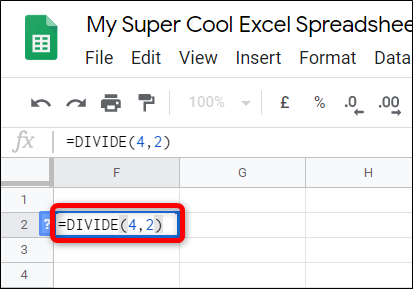 My Super Cool Excel Spreadshee
File Edit View Insert Format Data
100% £ % .0 .00
fx =DIVIDE(4,2)
F G H
1
2 ? =DIVIDE(4,2)
3
4